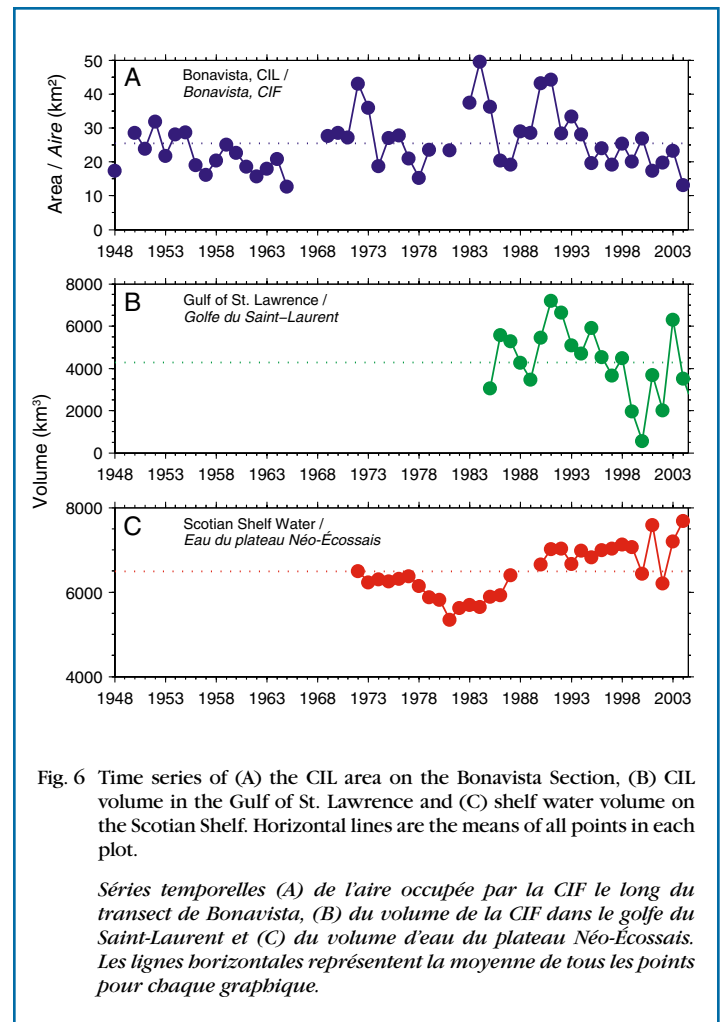 50
40
30
20
10
0
Area / Aire (km²)
A
Bonavista, CIL /
Bonavista, CIF
1948 1953 1958 1963 1968 1973 1978 1983 1988 1993 1998 2003
8000
6000
4000
2000
0
Volume (km³)
B
Gulf of St. Lawrence /
Golfe du Saint–Laurent
1948 1953 1958 1963 1968 1973 1978 1983 1988 1993 1998 2003
8000
6000
4000
C
Scotian Shelf Water /
Eau du plateau Néo-Écossais
1948 1953 1958 1963 1968 1973 1978 1983 1988 1993 1998 2003
Fig. 6 Time series of (A) the CIL area on the Bonavista Section, (B) CIL
volume in the Gulf of St. Lawrence and (C) shelf water volume on
the Scotian Shelf. Horizontal lines are the means of all points in each
plot.
Séries temporelles (A) de l'aire occupée par la CIF le long du
transect de Bonavista, (B) du volume de la CIF dans le golfe du
Saint-Laurent et (C) du volume d'eau du plateau Néo-Écossais.
Les lignes horizontales représentent la moyenne de tous les points
pour chaque graphique.